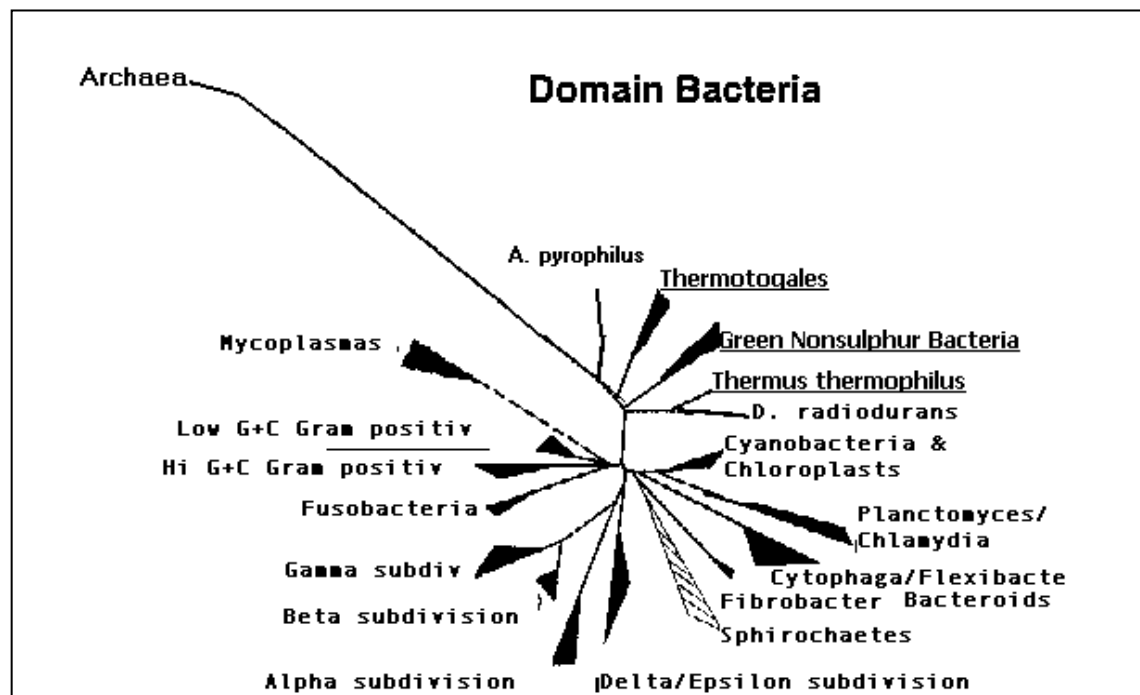 Archaea
Domain Bacteria
A. pyrophilus
Thermotogales
Mycoplasmas
Green Nonsulphur Bacteria
Thermus thermophilus
D. radiodurans
Low G+C Gram positiv
Cyanobacteria &
Chloroplasts
Hi G+C Gram positiv
Fusobacteria
Planctomyces/
Chlamydia
Gamma subdiv
Cytophaga/Flexibacte
Fibrobacter Bacteroids
Beta subdivision
Sphirochaetes
Alpha subdivision
Delta/Epsilon subdivision